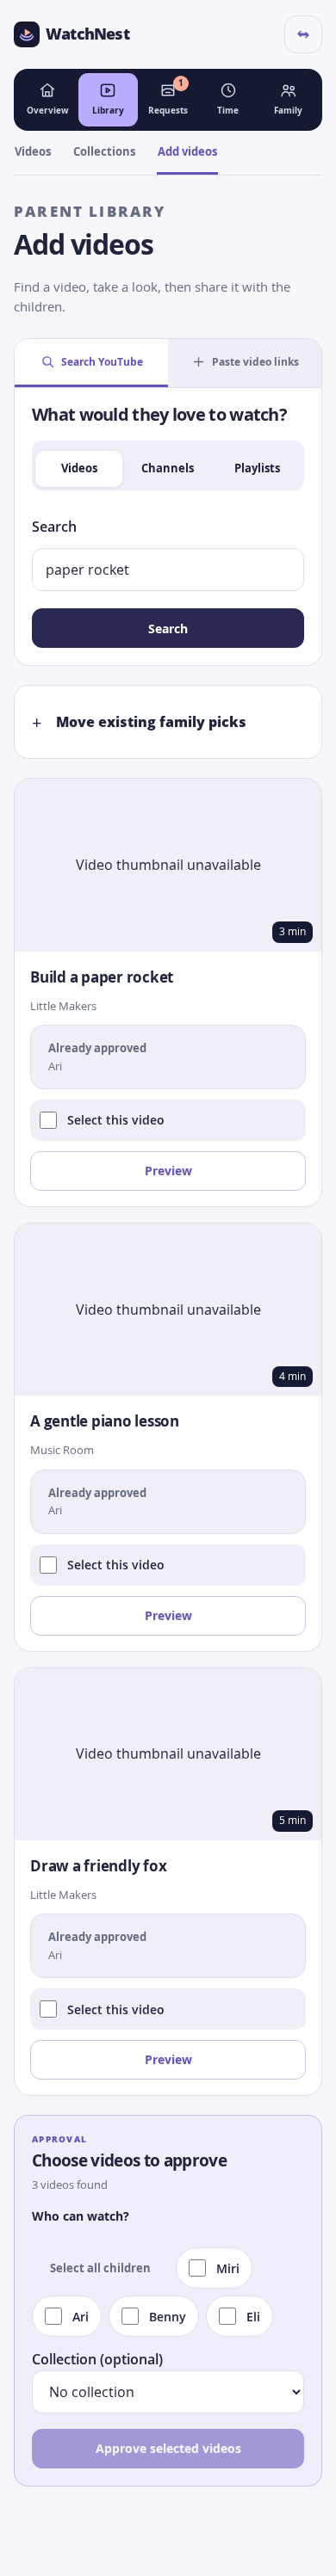 WatchNest
Overview
Library
Requests
1
Time
Family
Videos
Collections
Add videos
PARENT LIBRARY
Add videos
Find a video, take a look, then share it with the
children.
Search YouTube
Paste video links
What would they love to watch?
Videos
Channels
Playlists
Search
paper rocket
Search
+ Move existing family picks
Video thumbnail unavailable
3 min
Build a paper rocket
Little Makers
Already approved
Ari
Select this video
Preview
Video thumbnail unavailable
4 min
A gentle piano lesson
Music Room
Already approved
Ari
Select this video
Preview
Video thumbnail unavailable
5 min
Draw a friendly fox
Little Makers
Already approved
Ari
Select this video
Preview
APPROVAL
Choose videos to approve
3 videos found
Who can watch?
Select all children
Miri
Ari
Benny
Eli
Collection (optional)
No collection
Approve selected videos